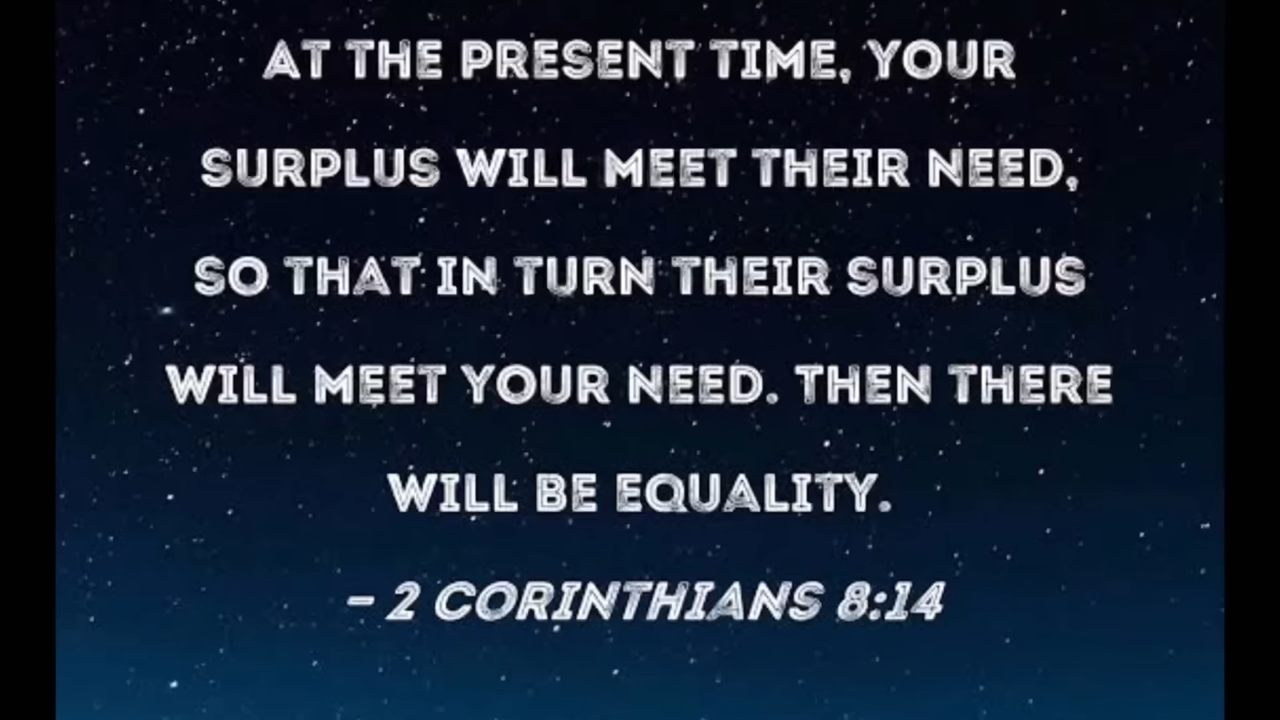 AT THE PRESENT TIME, YOUR
SURPLUS WILL MEET THEIR NEED,
SO THAT IN TURN THEIR SURPLUS
WILL MEET YOUR NEED. THEN THERE
WILL BE EQUALITY.
– 2 CORINTHIANS 8:14